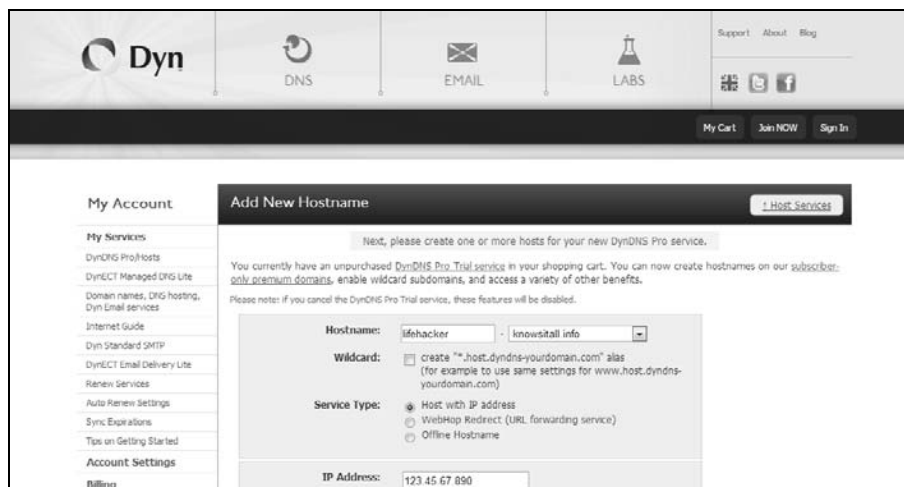 Dyn
DNS
EMAIL
LABS
Support About Blog
My Cart Join NOW Sign In
My Account
My Services
DynDNS Pro/Hosts
DynECT Managed DNS Lite
Domain names, DNS hosting,
Dyn Email services
Internet Guide
Dyn Standard SMTP
DynECT Email Delivery Lite
Renew Services
Auto Renew Settings
Sync Expirations
Tips on Getting Started
Account Settings
Billing
Add New Hostname
↑ Host Services
Next, please create one or more hosts for your new DynDNS Pro service.
You currently have an unpurchased DynDNS Pro Trial service in your shopping cart. You can now create hostnames on our subscriber-
only premium domains, enable wildcard subdomains, and access a variety of other benefits.
Please note: if you cancel the DynDNS Pro Trial service, these features will be disabled.
Hostname: lifehacker . knowsitall.info
Wildcard: create "*.host.dyndns-yourdomain.com" alias
(for example to use same settings for www.host.dyndns-
yourdomain.com)
Service Type: Host with IP address
WebHop Redirect (URL forwarding service)
Offline Hostname
IP Address: 123.45.67.890